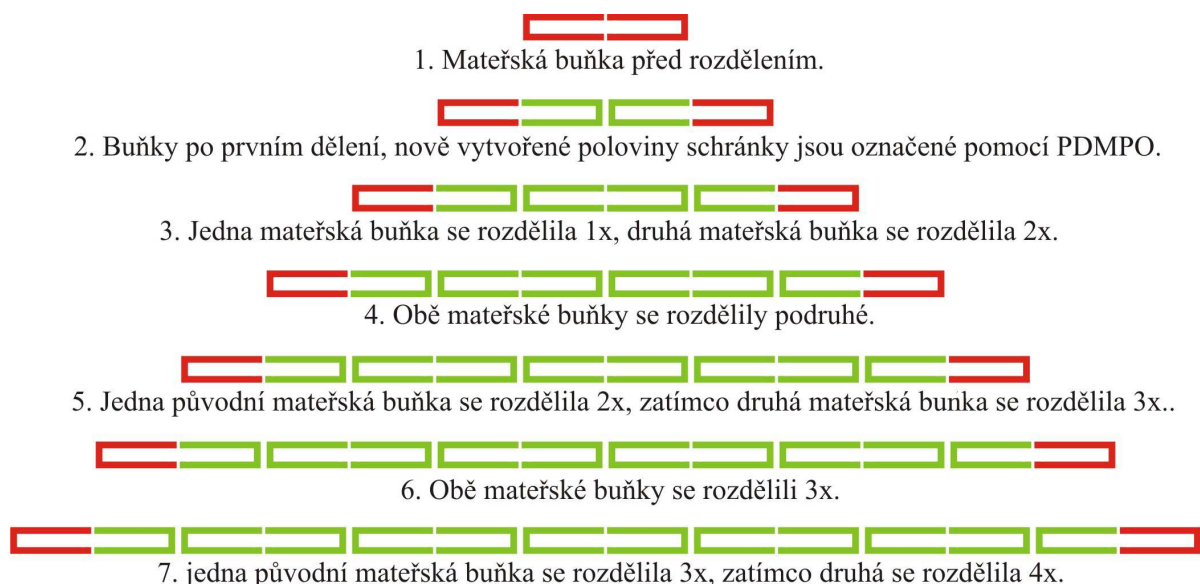 1. Mateřská buňka před rozdělením.
2. Buňky po prvním dělení, nově vytvořené poloviny schránky jsou označené pomocí PDMPO.
3. Jedna mateřská buňka se rozdělila 1x, druhá mateřská buňka se rozdělila 2x.
4. Obě mateřské buňky se rozdělily podruhé.
5. Jedna původní mateřská buňka se rozdělila 2x, zatímco druhá mateřská bunka se rozdělila 3x..
6. Obě mateřské buňky se rozdělili 3x.
7. jedna původní mateřská buňka se rozdělila 3x, zatímco druhá se rozdělila 4x.